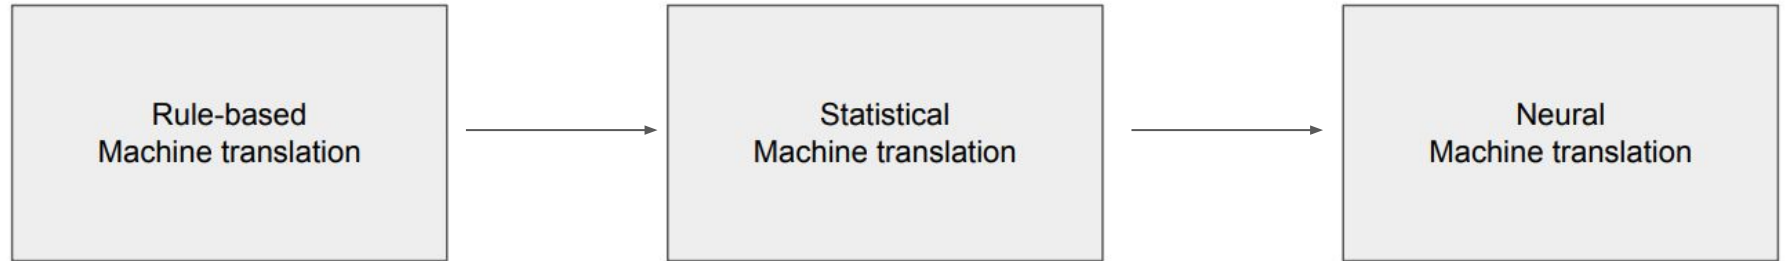 Rule-based
Machine translation
Statistical
Machine translation
Neural
Machine translation